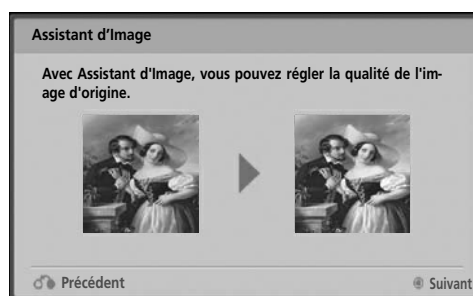 Assistant d'Image
Avec Assistant d'Image, vous pouvez régler la qualité de l'im-
age d'origine.
Précédent
Suivant